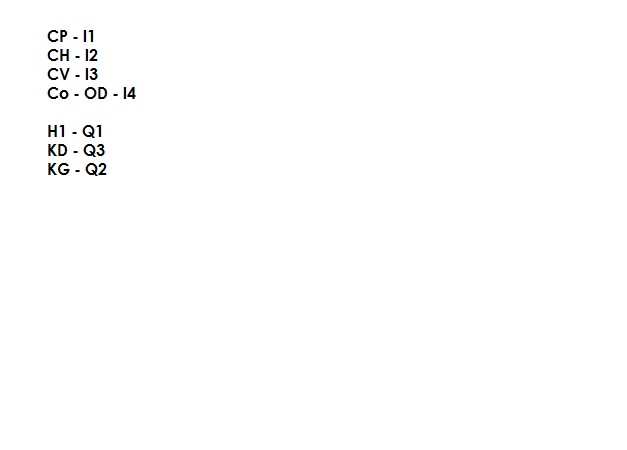 CP - I1
CH - I2
CV - I3
Co - OD - I4
H1 - Q1
KD - Q3
KG - Q2